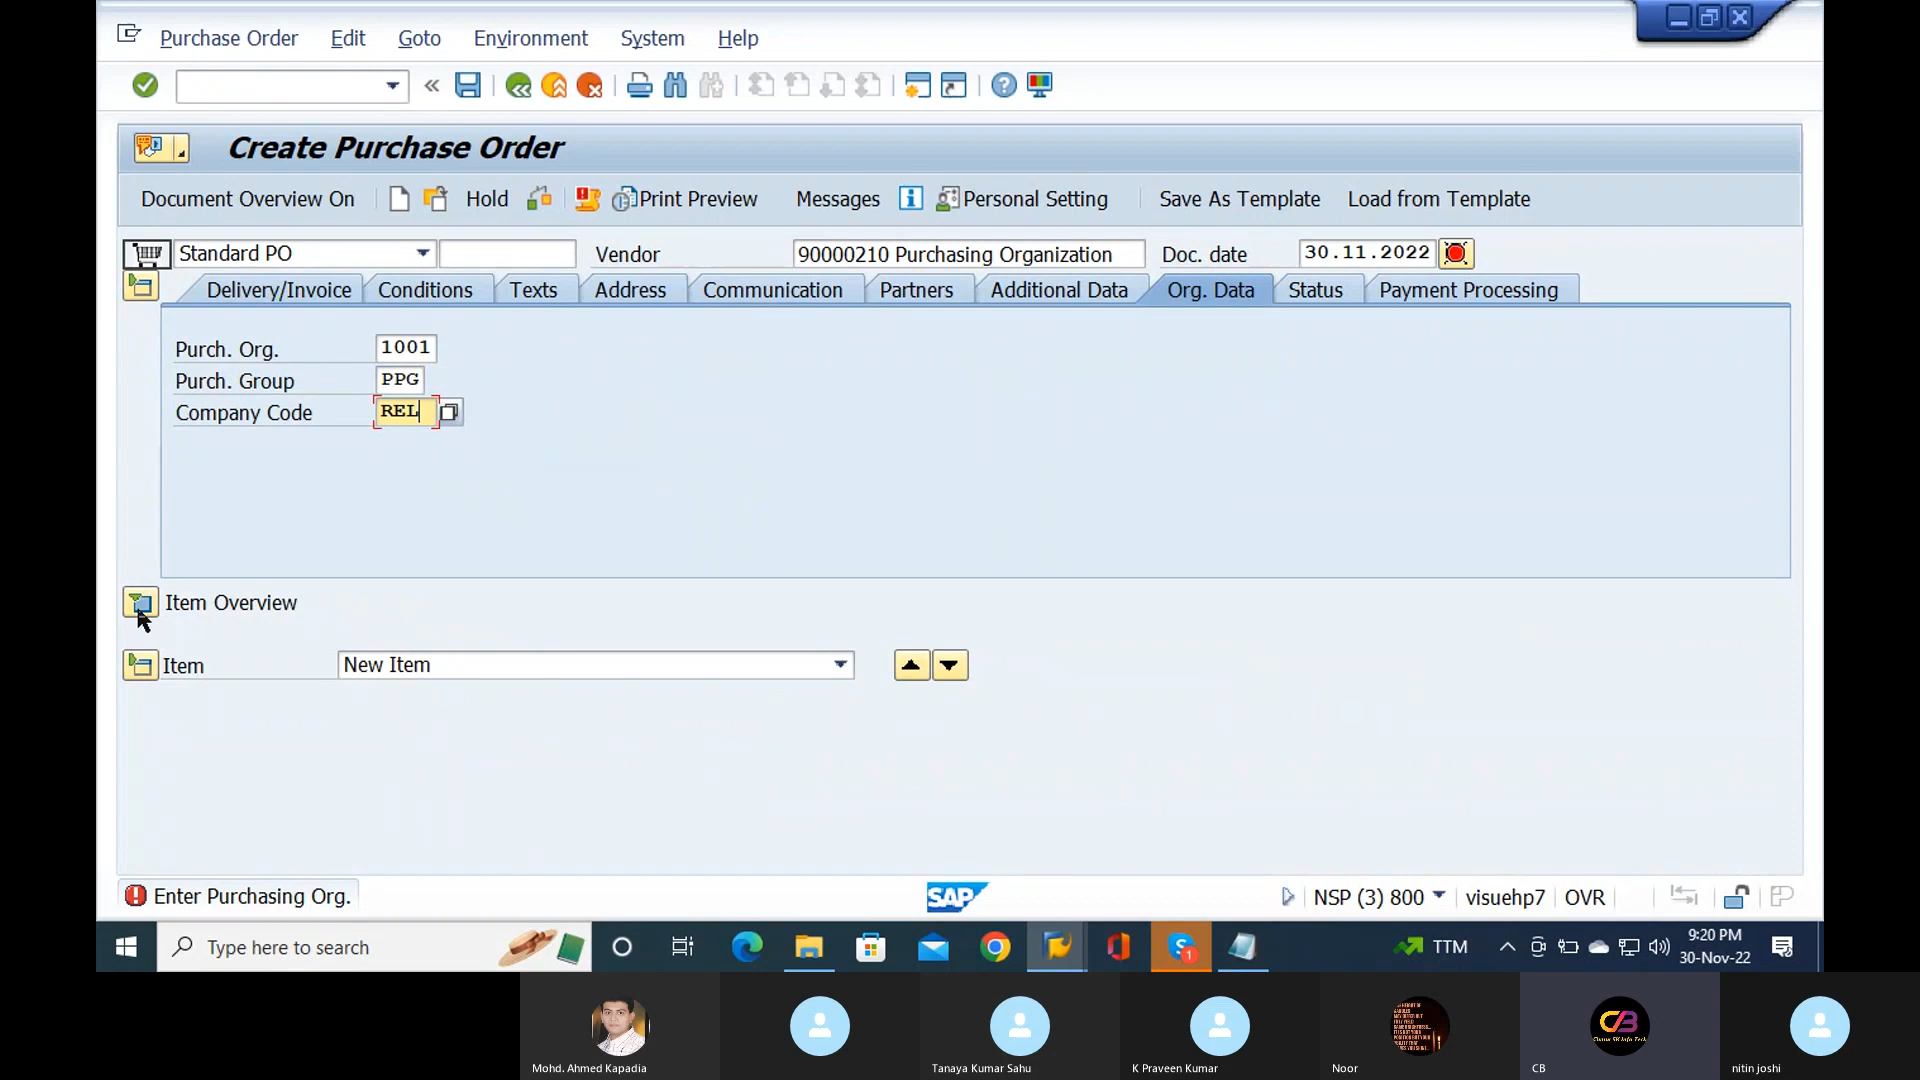 Purchase Order Edit Goto Environment System Help
Create Purchase Order
Document Overview On Hold Print Preview Messages Personal Setting Save As Template Load from Template
Standard PO Vendor 90000210 Purchasing Organization Doc. date 30.11.2022
Delivery/Invoice Conditions Texts Address Communication Partners Additional Data Org. Data Status Payment Processing
Purch. Org. 1001
Purch. Group PPG
Company Code REL
Item Overview
Item New Item
Enter Purchasing Org. SAP NSP (3) 800 visuehp7 OVR
Type here to search TTM 9:20 PM
30-Nov-22
Mohd. Ahmed Kapadia Tanaya Kumar Sahu K Praveen Kumar Noor CB nitin joshi